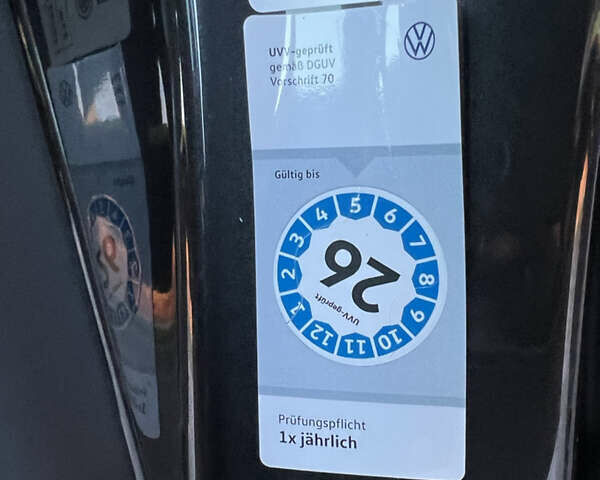 UVV-geprüft
gemäß DGUV
Vorschrift 70
Gültig bis
1 2 3 4 5 6 7 8 9 10 11 12
26
UVV-geprüft
Prüfungspflicht
1x jährlich